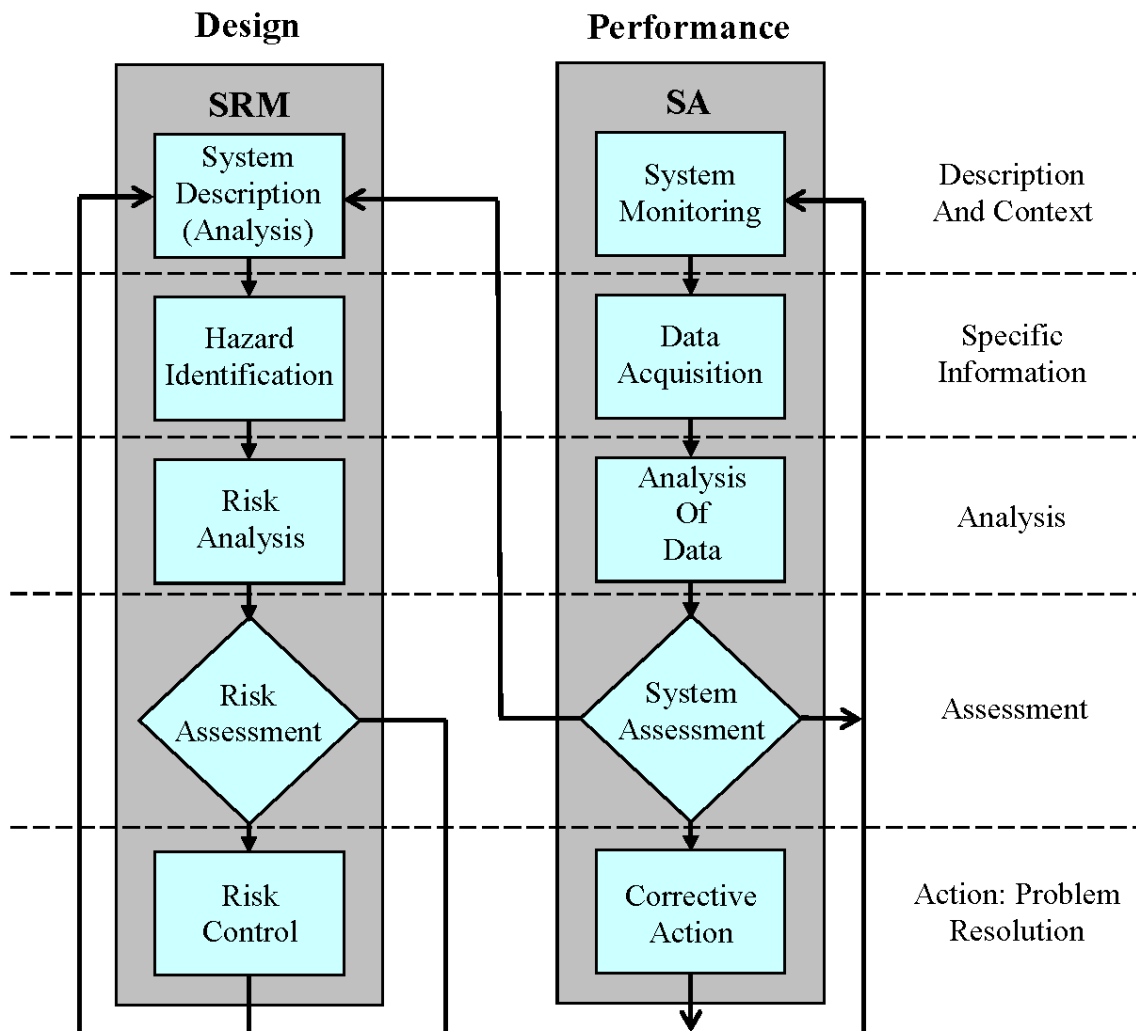 Design
Performance
SRM
SA
System
Description
(Analysis)
System
Monitoring
Description
And Context
Hazard
Identification
Data
Acquisition
Specific
Information
Risk
Analysis
Analysis
Of
Data
Analysis
Risk
Assessment
System
Assessment
Assessment
Risk
Control
Corrective
Action
Action: Problem
Resolution